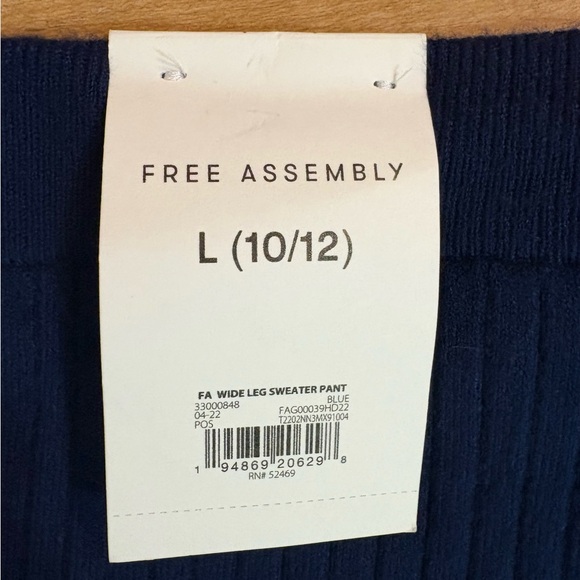 FREE ASSEMBLY
L (10/12)
FA WIDE LEG SWEATER PANT
33000848 BLUE
04-22 FAG00039HD22
POS T2202NN3MX91004
1 94869 20629 8
RN# 52469